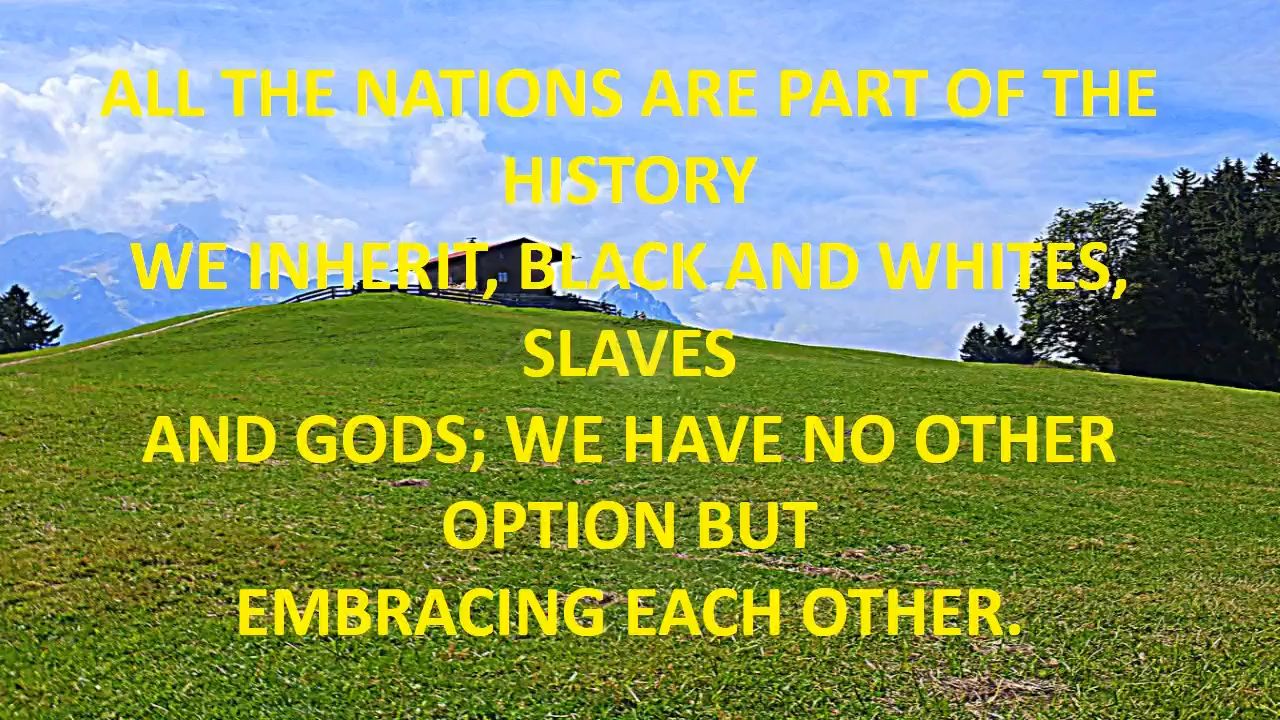 ALL THE NATIONS ARE PART OF THE
HISTORY
WE INHERIT, BLACK AND WHITES,
SLAVES
AND GODS; WE HAVE NO OTHER
OPTION BUT
EMBRACING EACH OTHER.